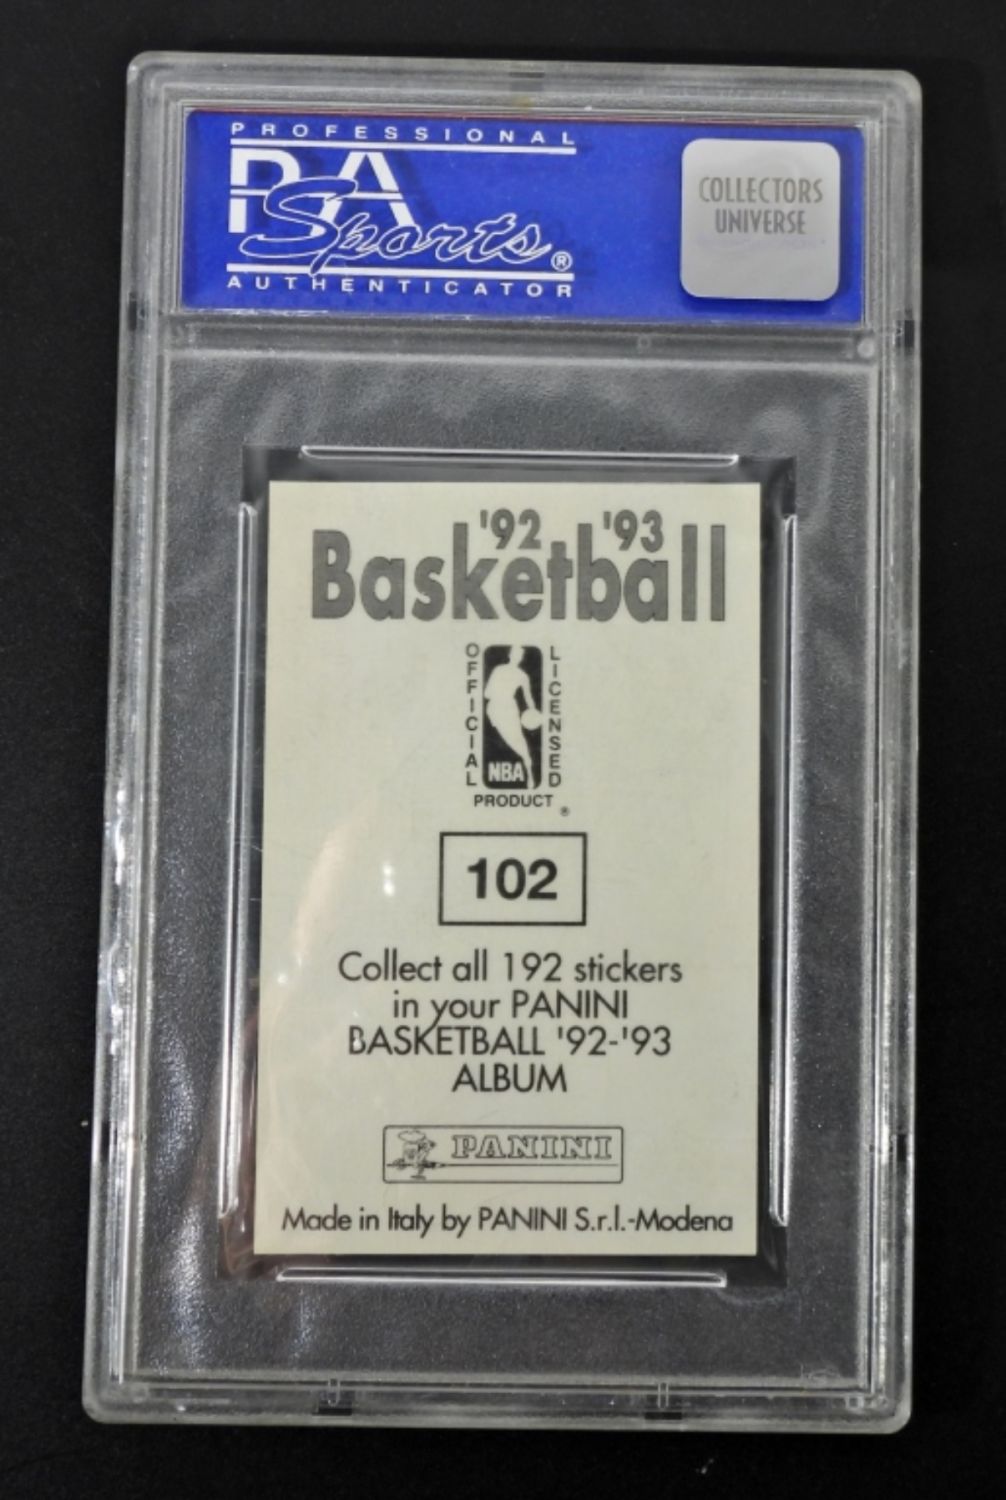 PROFESSIONAL
PSA
Sports®
AUTHENTICATOR
COLLECTORS
UNIVERSE
'92 '93
Basketball
OFFICIAL
LICENSED
NBA
PRODUCT ®
102
Collect all 192 stickers
in your PANINI
BASKETBALL '92-'93
ALBUM
PANINI
Made in Italy by PANINI S.r.l.-Modena